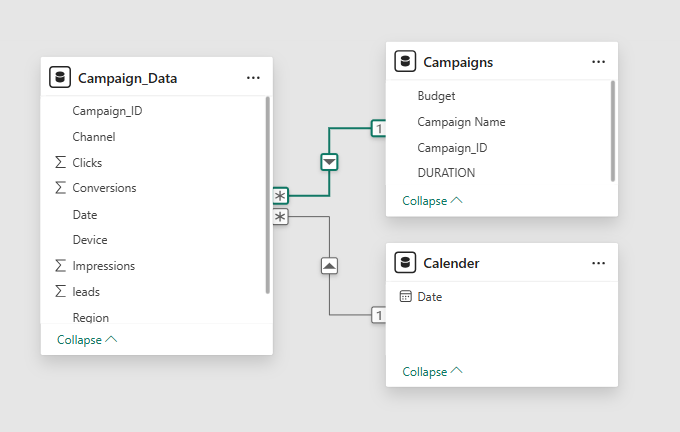 Campaign_Data
Campaign_ID
Channel
Clicks
Conversions
Date
Device
Impressions
leads
Region
Collapse
Campaigns
Budget
Campaign Name
Campaign_ID
DURATION
Collapse
Calender
Date
Collapse
1
*
*
1